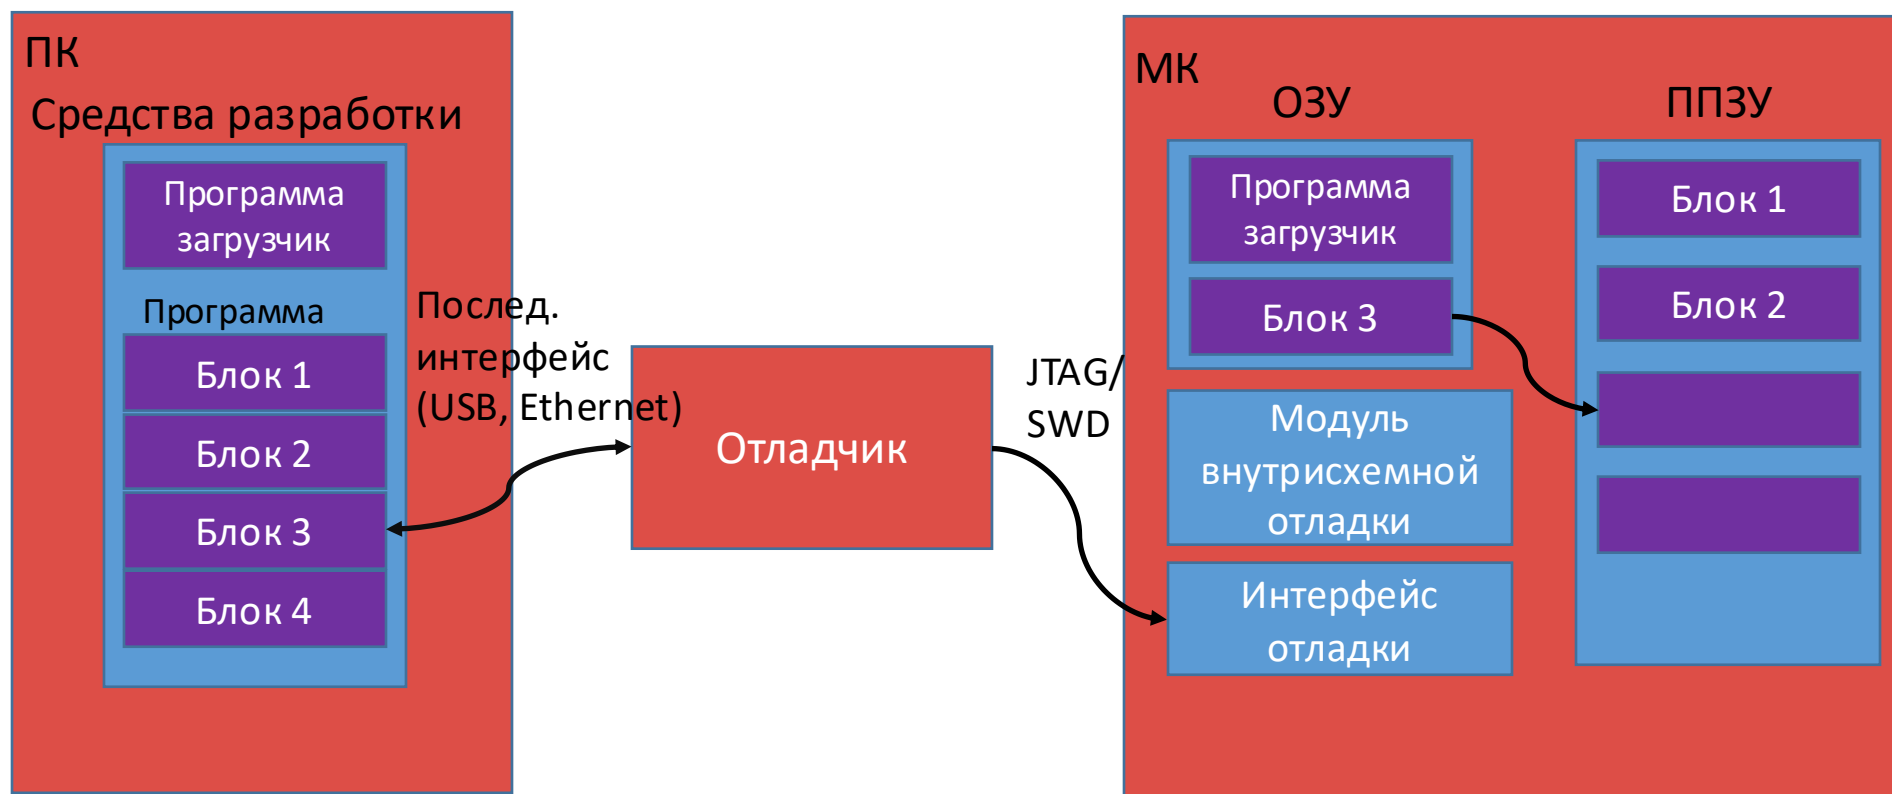 ПК
Средства разработки
Программа
загрузчик
Программа
Блок 1
Блок 2
Блок 3
Блок 4
Послед.
интерфейс
(USB, Ethernet)
Отладчик
JTAG/
SWD
МК
ОЗУ
Программа
загрузчик
Блок 3
Модуль
внутрисхемной
отладки
Интерфейс
отладки
ППЗУ
Блок 1
Блок 2